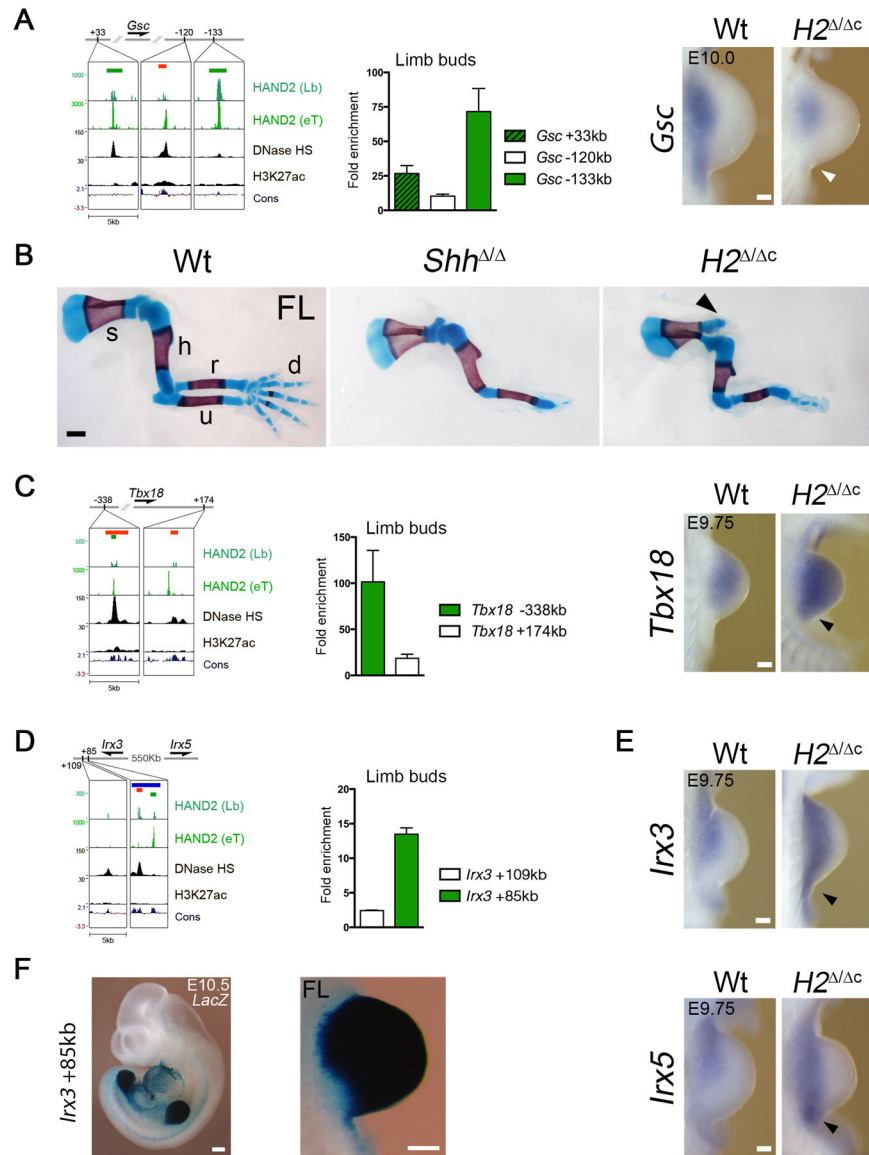 A
+33
Gsc
-120
-133
1000
HAND2 (Lb)
3000
HAND2 (eT)
150
DNase HS
30
H3K27ac
2.1
Cons
-3.3
5kb
Limb buds
Fold enrichment
100
75
50
25
0
Gsc +33kb
Gsc -120kb
Gsc -133kb
Wt
H2Δ/Δc
Gsc
E10.0
B
Wt
ShhΔ/Δ
H2Δ/Δc
FL
s
h
r
d
u
C
-338
Tbx18
+174
500
HAND2 (Lb)
1000
HAND2 (eT)
150
DNase HS
30
H3K27ac
2.1
Cons
-3.3
5kb
Limb buds
Fold enrichment
150
100
50
0
Tbx18 -338kb
Tbx18 +174kb
Wt
H2Δ/Δc
Tbx18
E9.75
D
+85
Irx3
Irx5
+109
550Kb
300
HAND2 (Lb)
HAND2 (eT)
150
DNase HS
30
H3K27ac
2.1
Cons
-3.3
5kb
Limb buds
Fold enrichment
15
10
5
0
Irx3 +109kb
Irx3 +85kb
E
Wt
H2Δ/Δc
Irx3
E9.75
Wt
H2Δ/Δc
Irx5
E9.75
F
Irx3 +85kb
E10.5
LacZ
FL